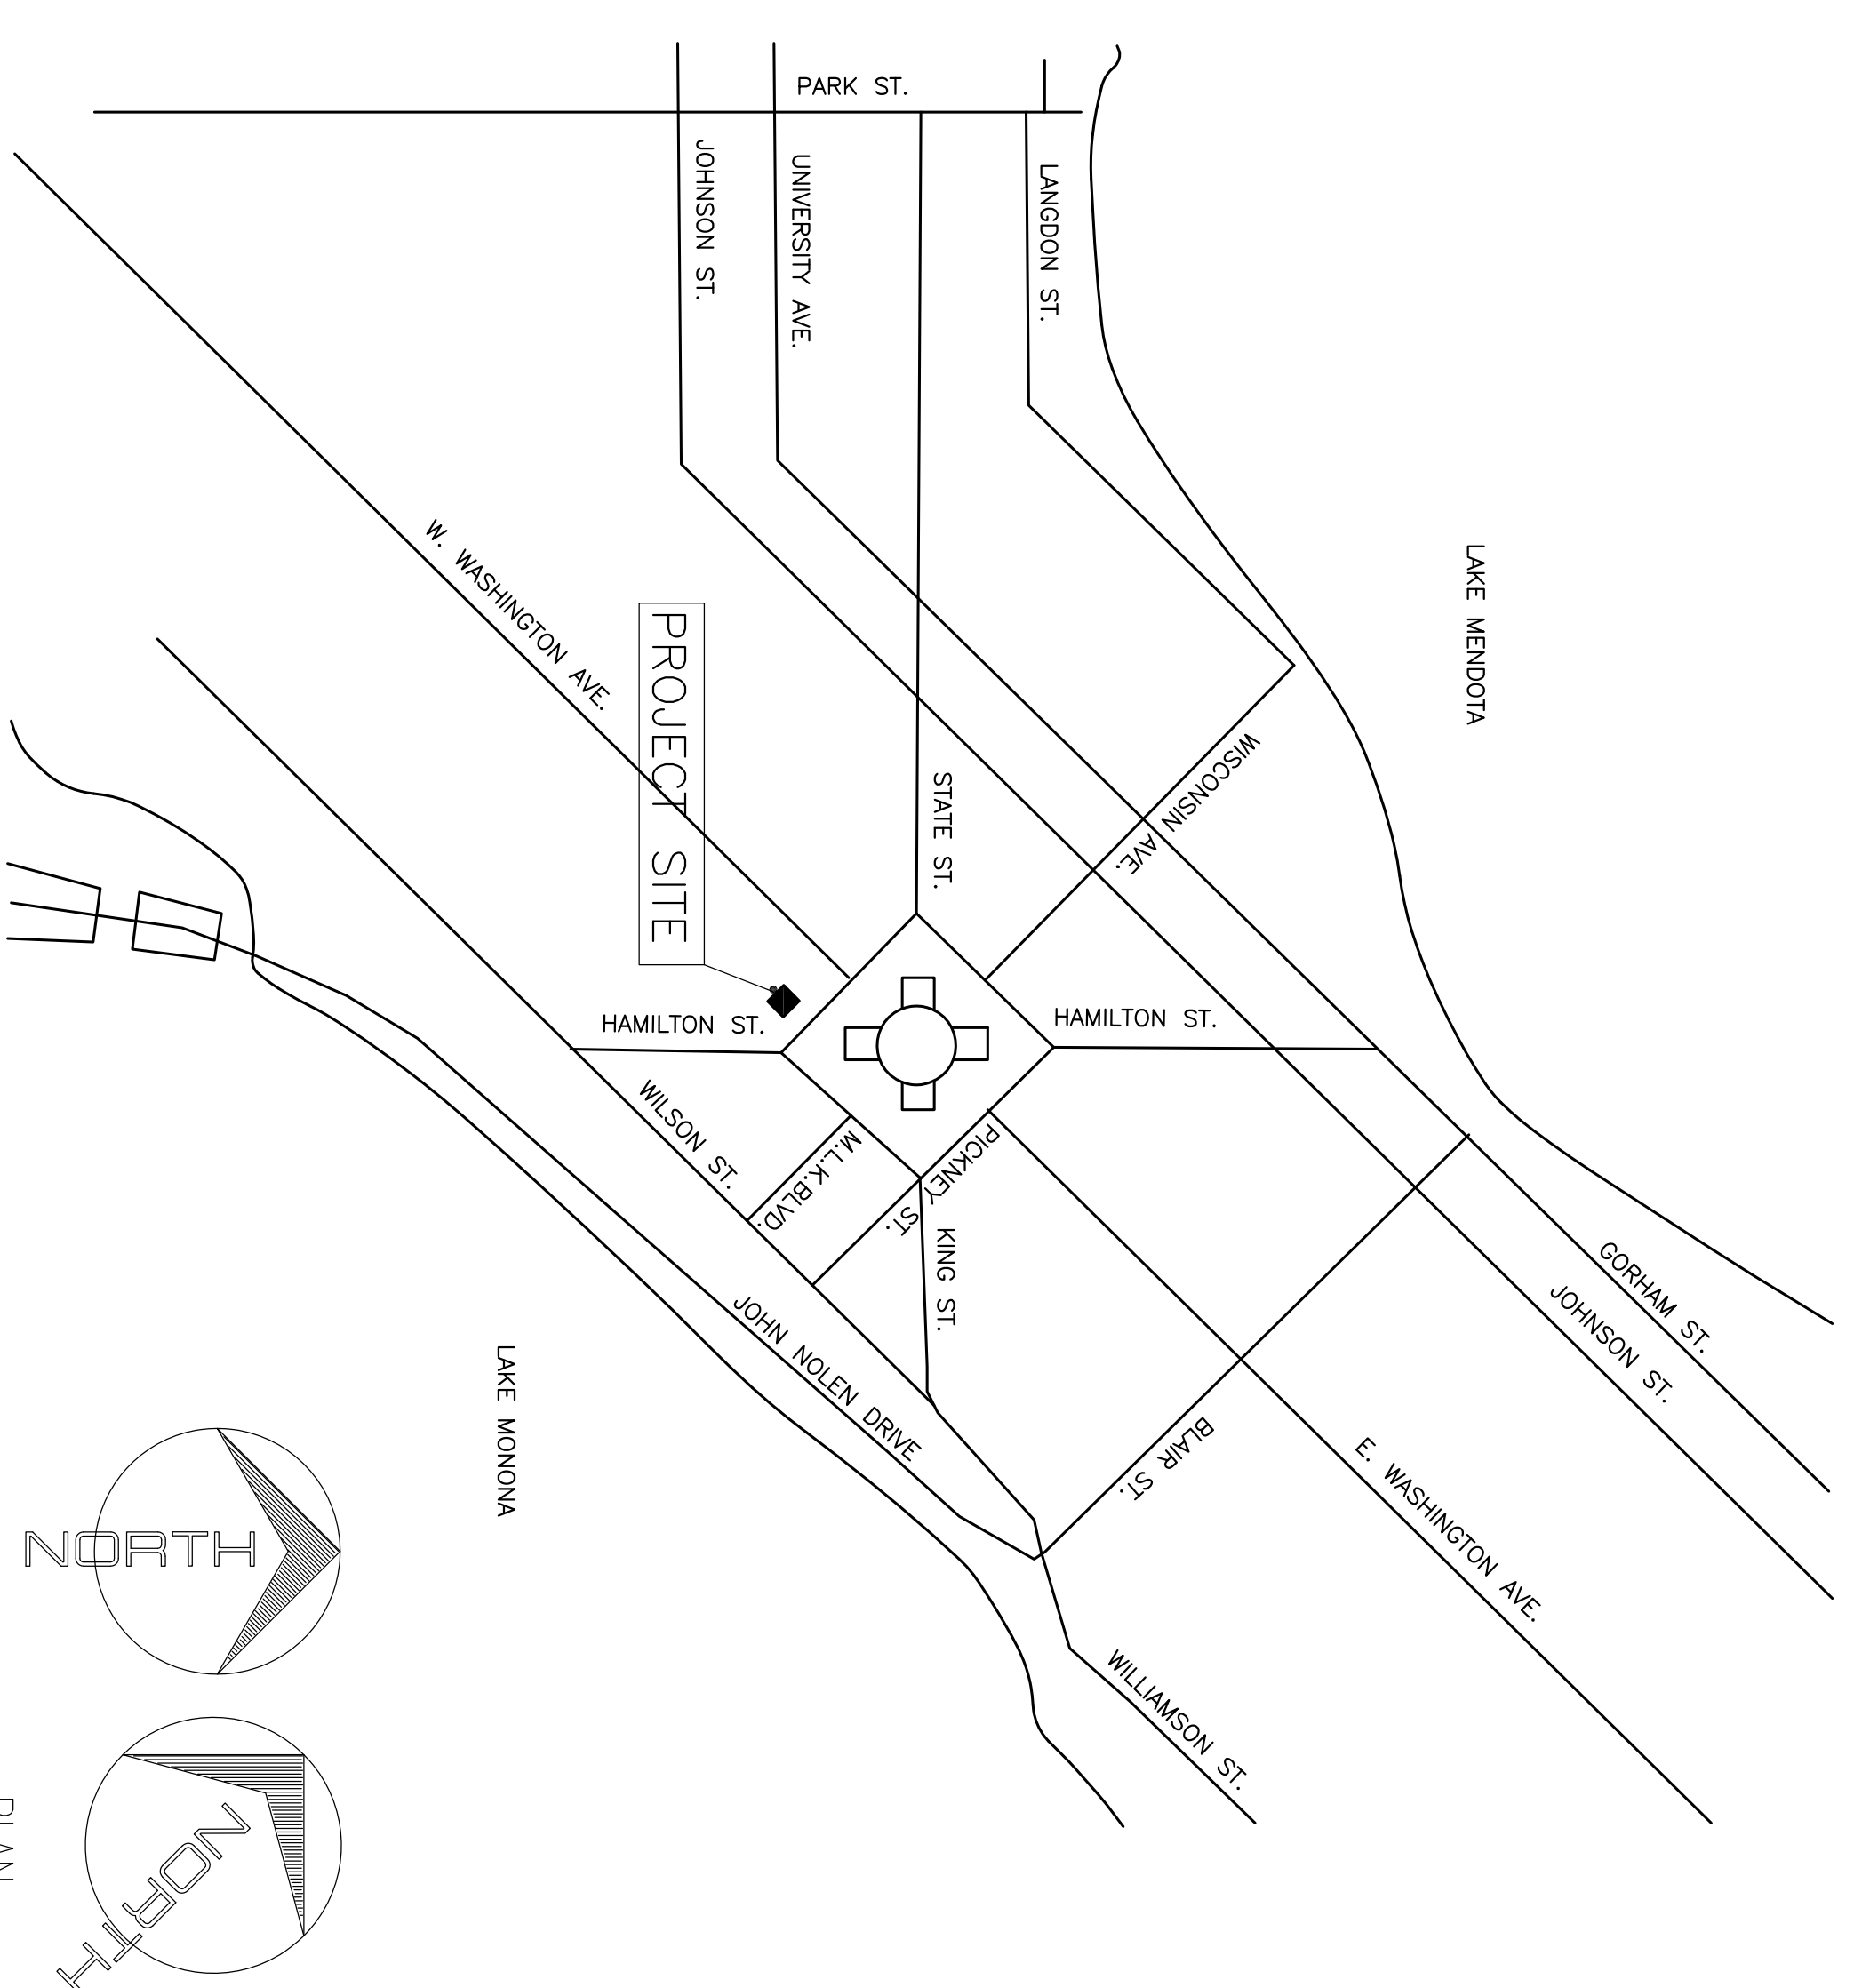 PARK ST.
JOHNSON ST.
UNIVERSITY AVE.
LANGDON ST.
LAKE MENDOTA
W. WASHINGTON AVE.
PROJECT SITE
STATE ST.
WISCONSIN AVE.
HAMILTON ST.
HAMILTON ST.
WILSON ST.
M.L.K.BLVD.
PICKNEY ST.
KING ST.
JOHN NOLEN DRIVE
BLAIR ST.
GORHAM ST.
JOHNSON ST.
E. WASHINGTON AVE.
WILLIAMSON ST.
LAKE MONONA
NORTH
NORTH